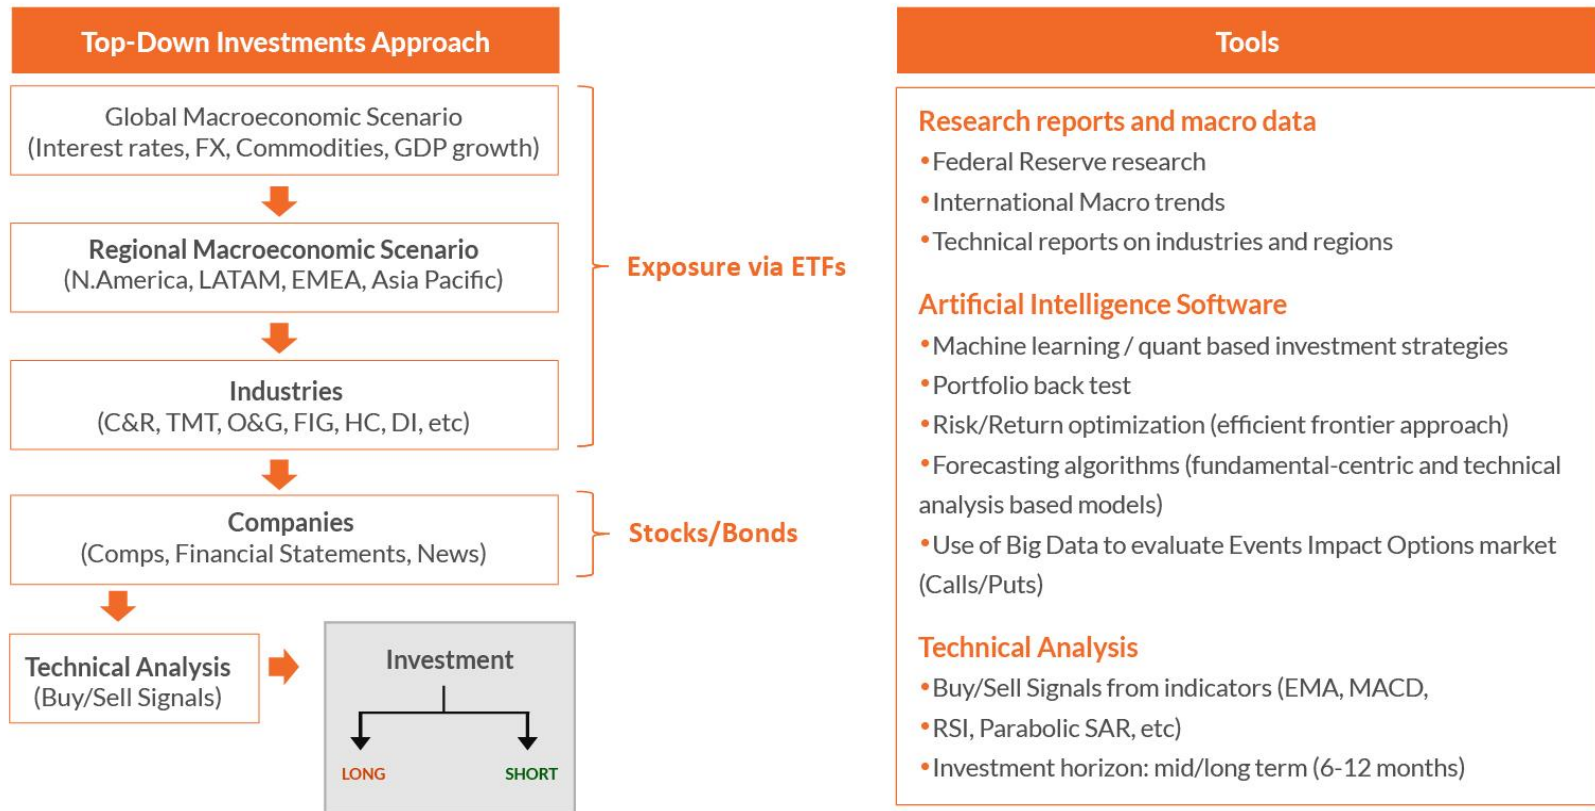 Top-Down Investments Approach
Global Macroeconomic Scenario
(Interest rates, FX, Commodities, GDP growth)
Regional Macroeconomic Scenario
(N.America, LATAM, EMEA, Asia Pacific)
Industries
(C&R, TMT, O&G, FIG, HC, DI, etc)
Exposure via ETFs
Companies
(Comps, Financial Statements, News)
Stocks/Bonds
Technical Analysis
(Buy/Sell Signals)
Investment
LONG
SHORT
Tools
Research reports and macro data
•Federal Reserve research
•International Macro trends
•Technical reports on industries and regions
Artificial Intelligence Software
•Machine learning / quant based investment strategies
•Portfolio back test
•Risk/Return optimization (efficient frontier approach)
•Forecasting algorithms (fundamental-centric and technical
analysis based models)
•Use of Big Data to evaluate Events Impact Options market
(Calls/Puts)
Technical Analysis
•Buy/Sell Signals from indicators (EMA, MACD,
•RSI, Parabolic SAR, etc)
•Investment horizon: mid/long term (6-12 months)